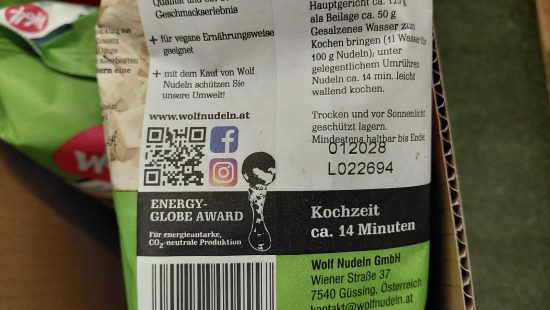 Qualität und
Geschmackserlebnis
+ für vegane Ernährungsweise
geeignet
+ mit dem Kauf von Wolf
Nudeln schützen Sie
unsere Umwelt!
www.wolfnudeln.at
ENERGY-
GLOBE AWARD
Für energieautarke,
CO₂-neutrale Produktion
Hauptgericht ca. 125 g
als Beilage ca. 50 g
Gesalzenes Wasser zum
Kochen bringen (1l Wasser für
100 g Nudeln); unter
gelegentlichem Umrühren
Nudeln ca. 14 min. leicht
wallend kochen.
Trocken und vor Sonnenlicht
geschützt lagern.
Mindestens haltbar bis Ende:
012028
L022694
Kochzeit
ca. 14 Minuten
Wolf Nudeln GmbH
Wiener Straße 37
7540 Güssing, Österreich
kontakt@wolfnudeln.at